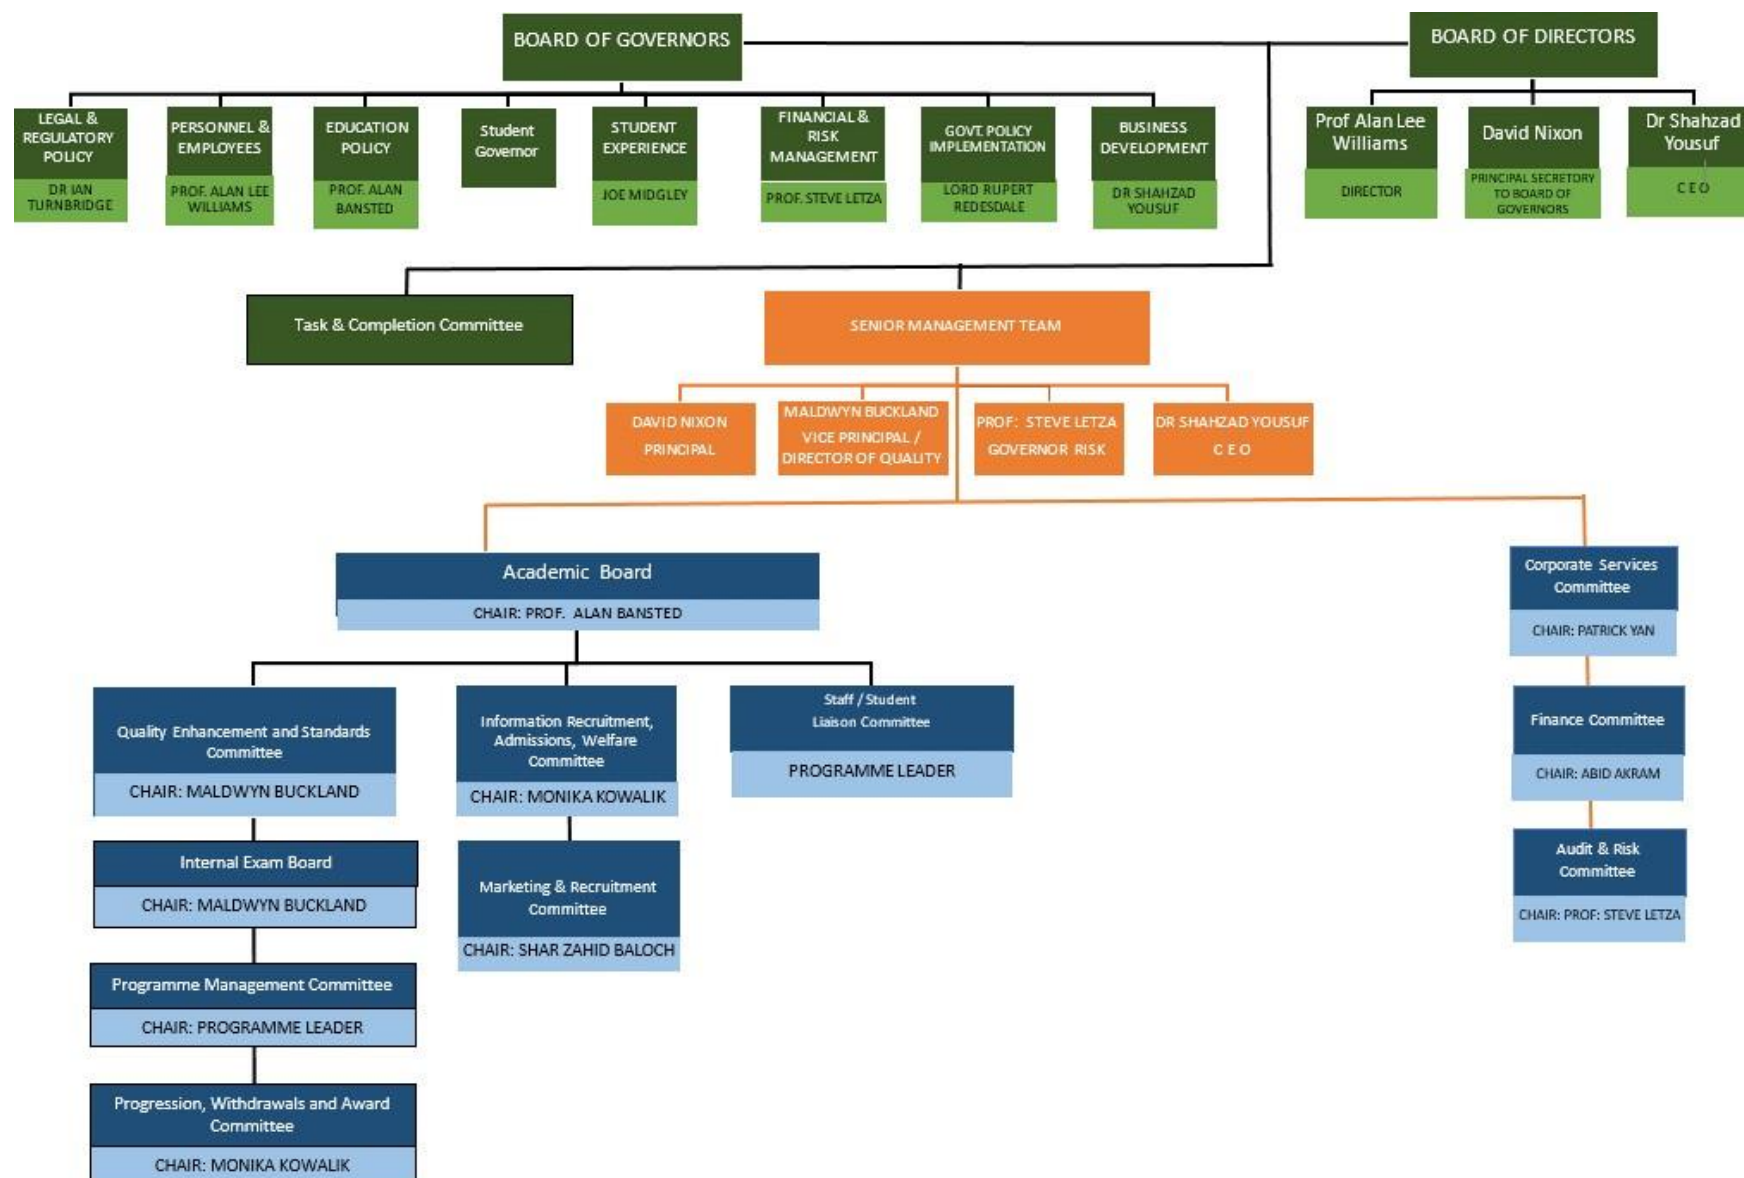 BOARD OF GOVERNORS
BOARD OF DIRECTORS
LEGAL &
REGULATORY
POLICY
DR IAN
TURNBRIDGE
PERSONNEL &
EMPLOYEES
PROF. ALAN LEE
WILLIAMS
EDUCATION
POLICY
PROF. ALAN
BANSTED
Student
Governor
STUDENT
EXPERIENCE
JOE MIDGLEY
FINANCIAL &
RISK
MANAGEMENT
PROF. STEVE LETZA
GOVT. POLICY
IMPLEMENTATION
LORD RUPERT
REDESDALE
BUSINESS
DEVELOPMENT
DR SHAHZAD
YOUSUF
Prof Alan Lee
Williams
DIRECTOR
David Nixon
PRINCIPAL SECRETORY
TO BOARD OF
GOVERNORS
Dr Shahzad
Yousuf
C E O
Task & Completion Committee
SENIOR MANAGEMENT TEAM
DAVID NIXON
PRINCIPAL
MALDWYN BUCKLAND
VICE PRINCIPAL /
DIRECTOR OF QUALITY
PROF: STEVE LETZA
GOVERNOR RISK
DR SHAHZAD YOUSUF
C E O
Academic Board
CHAIR: PROF. ALAN BANSTED
Corporate Services
Committee
CHAIR: PATRICK YAN
Quality Enhancement and Standards
Committee
CHAIR: MALDWYN BUCKLAND
Information Recruitment,
Admissions, Welfare
Committee
CHAIR: MONIKA KOWALIK
Staff / Student
Liaison Committee
PROGRAMME LEADER
Finance Committee
CHAIR: ABID AKRAM
Internal Exam Board
CHAIR: MALDWYN BUCKLAND
Marketing & Recruitment
Committee
CHAIR: SHAR ZAHID BALOCH
Audit & Risk
Committee
CHAIR: PROF: STEVE LETZA
Programme Management Committee
CHAIR: PROGRAMME LEADER
Progression, Withdrawals and Award
Committee
CHAIR: MONIKA KOWALIK